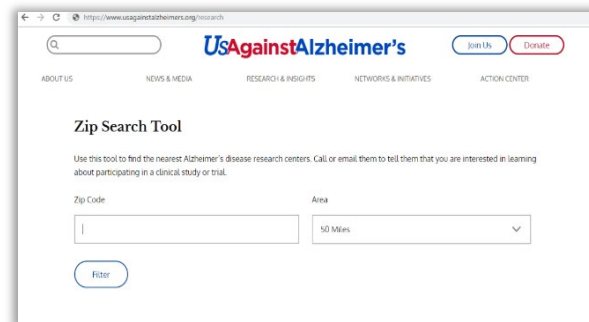 https://www.usagainstalzheimers.org/research
UsAgainstAlzheimer's
Join Us
Donate
ABOUT US
NEWS & MEDIA
RESEARCH & INSIGHTS
NETWORKS & INITIATIVES
ACTION CENTER
Zip Search Tool
Use this tool to find the nearest Alzheimer's disease research centers. Call or email them to tell them that you are interested in learning
about participating in a clinical study or trial.
Zip Code
Area
50 Miles
Filter